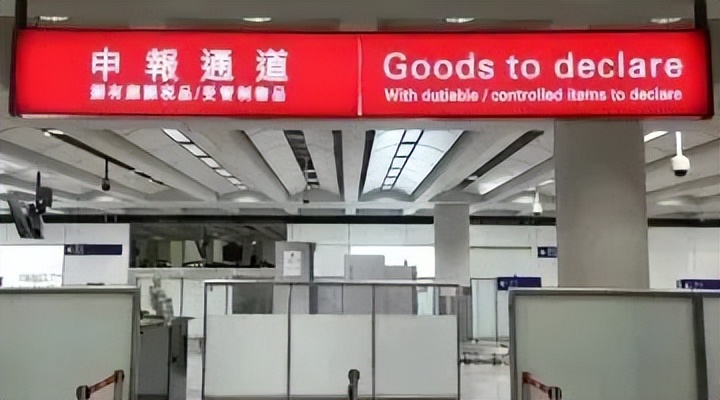 申報通道
攜有應課稅品/受管制物品
Goods to declare
With dutiable / controlled items to declare